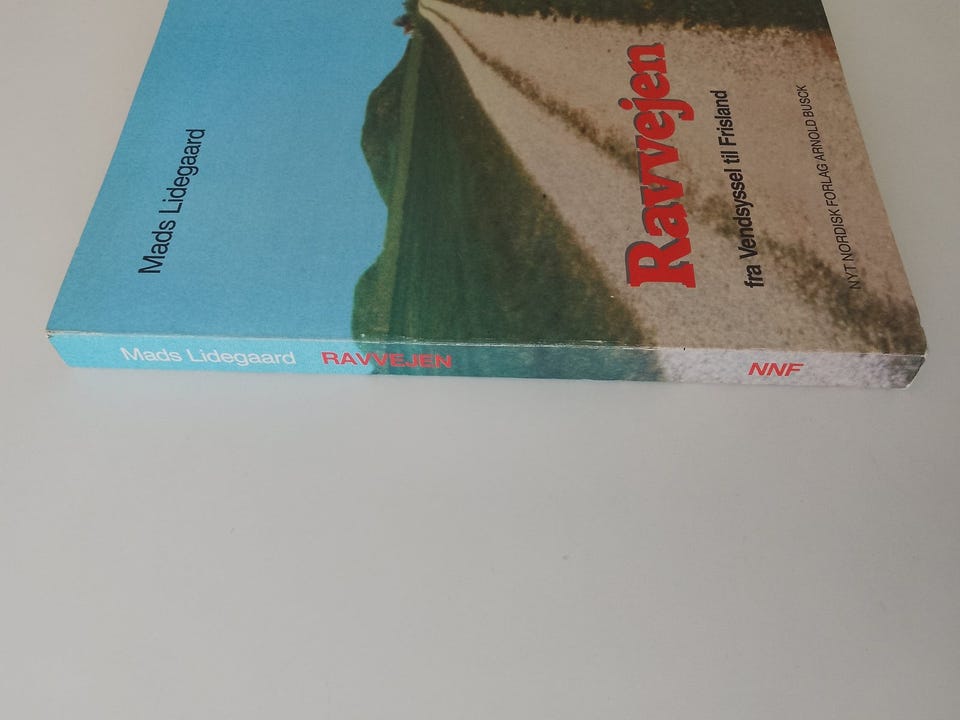 Mads Lidegaard
Ravvejen
fra Vendsyssel til Frisland
NYT NORDISK FORLAG ARNOLD BUSCK
Mads Lidegaard RAVVEJEN NNF